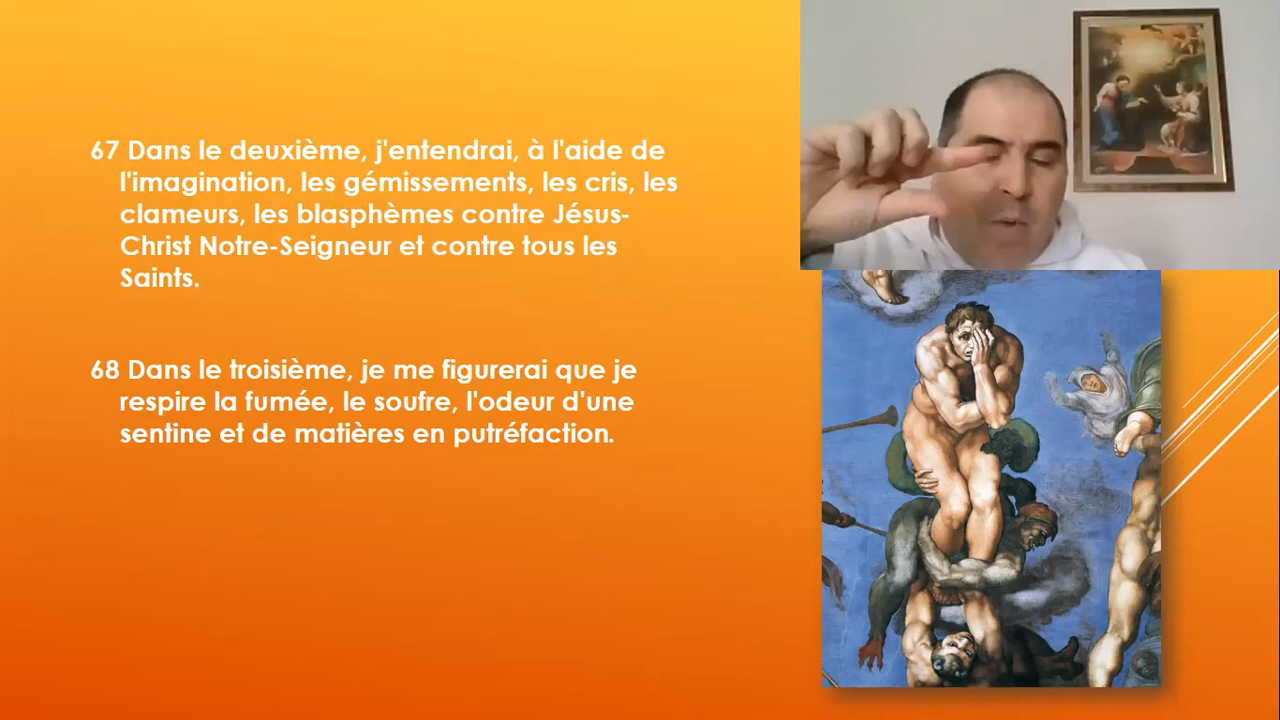 67 Dans le deuxième, j'entendrai, à l'aide de
l'imagination, les gémissements, les cris, les
clameurs, les blasphèmes contre Jésus-
Christ Notre-Seigneur et contre tous les
Saints.
68 Dans le troisième, je me figurerai que je
respire la fumée, le soufre, l'odeur d'une
sentine et de matières en putréfaction.